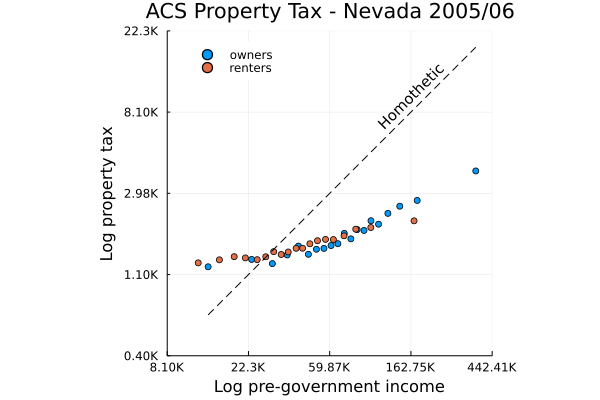 ACS Property Tax - Nevada 2005/06
22.3K
owners
renters
Homothetic
8.10K
Log property tax
2.98K
1.10K
0.40K
8.10K 22.3K 59.87K 162.75K 442.41K
Log pre-government income